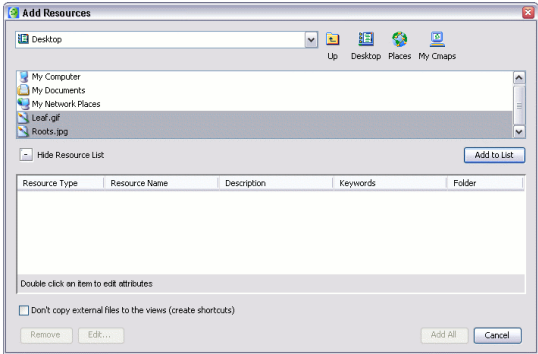 Add Resources
Desktop
Up Desktop Places My Cmaps
My Computer
My Documents
My Network Places
Leaf.gif
Roots.jpg
- Hide Resource List Add to List
Resource Type Resource Name Description Keywords Folder
Double click an item to edit attributes
Don't copy external files to the views (create shortcuts)
Remove Edit... Add All Cancel